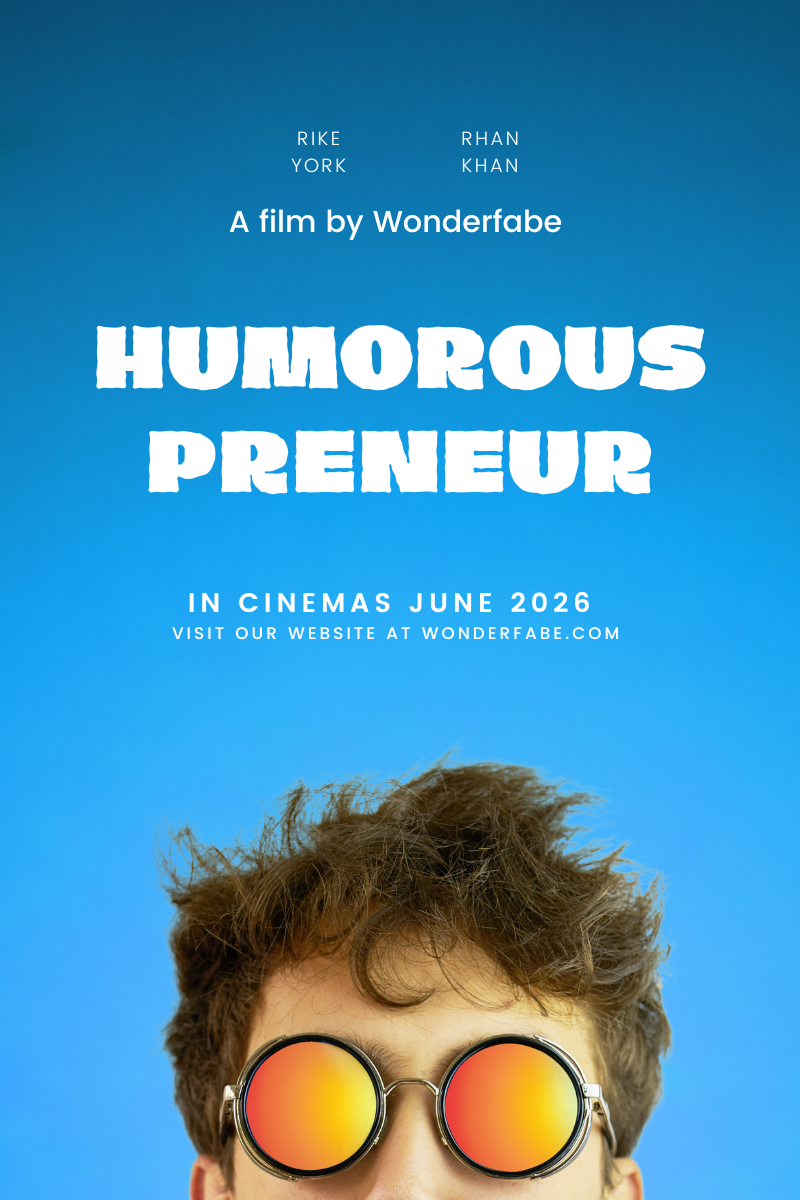 RIKE
YORK
RHAN
KHAN
A film by Wonderfabe
HUMOROUS
PRENEUR
IN CINEMAS JUNE 2026
VISIT OUR WEBSITE AT WONDERFABE.COM